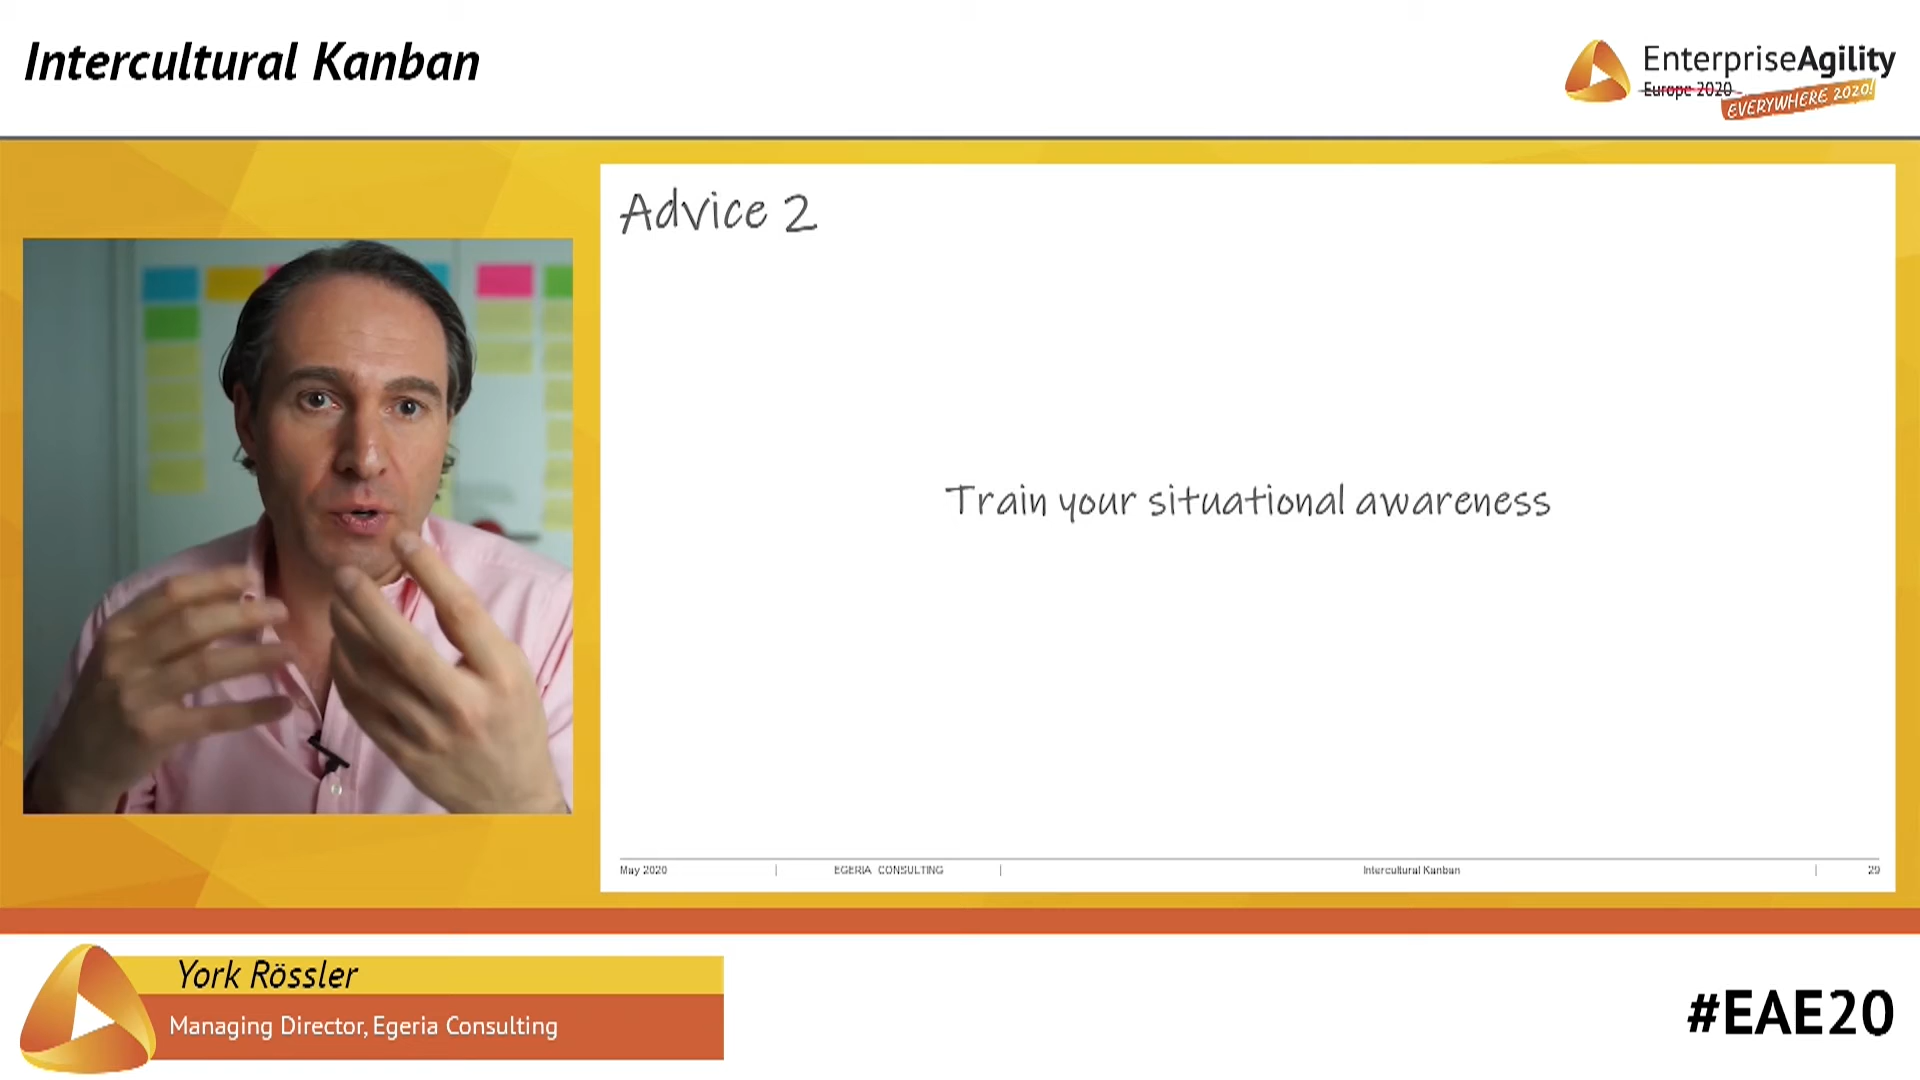 Intercultural Kanban
EnterpriseAgility
Europe 2020
EVERYWHERE 2020!
Advice 2
Train your situational awareness
May 2020 | EGERIA CONSULTING | Intercultural Kanban | 29
York Rössler
Managing Director, Egeria Consulting
#EAE20